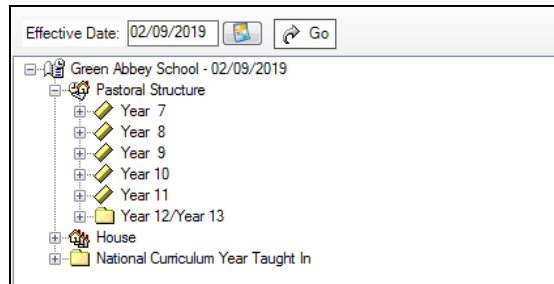 Effective Date: 02/09/2019 Go
Green Abbey School - 02/09/2019
Pastoral Structure
Year 7
Year 8
Year 9
Year 10
Year 11
Year 12/Year 13
House
National Curriculum Year Taught In